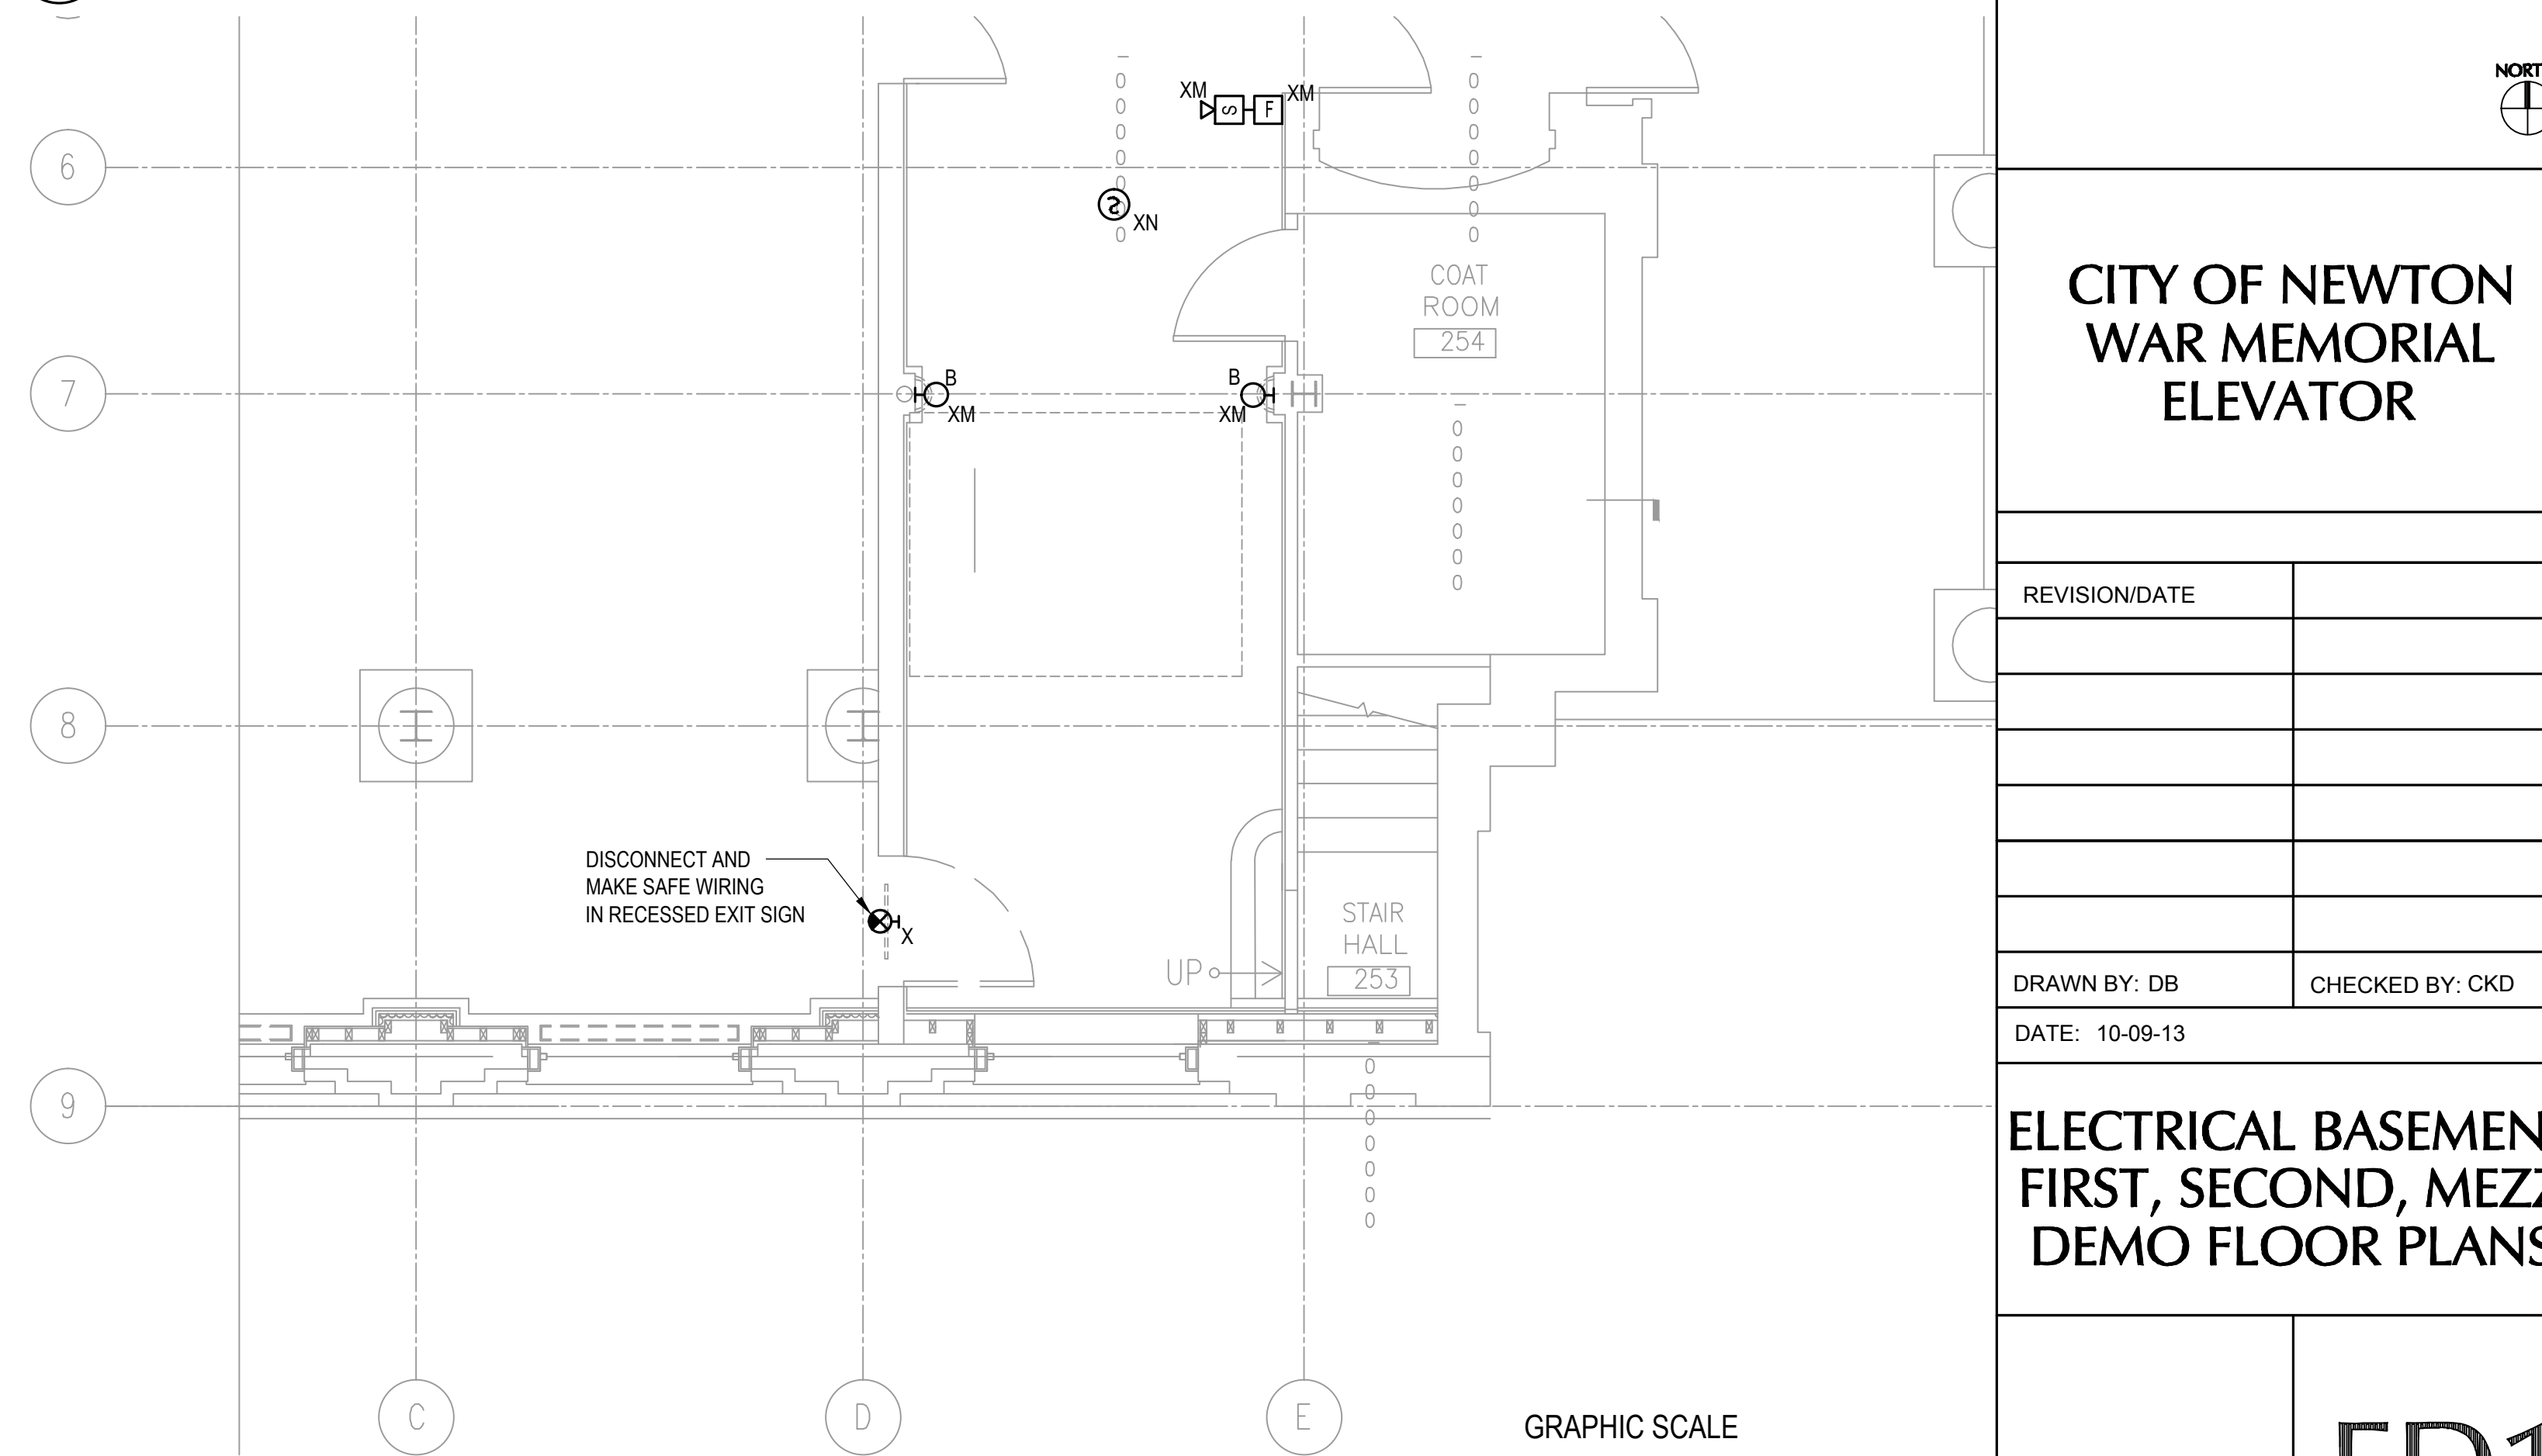 NORT
XM
S
F
XM
6
XN
COAT
ROOM
254
CITY OF NEWTON
WAR MEMORIAL
ELEVATOR
7
B
XM
B
XM
REVISION/DATE
8
DISCONNECT AND
MAKE SAFE WIRING
IN RECESSED EXIT SIGN
X
STAIR
HALL
253
UP
DRAWN BY: DB
CHECKED BY: CKD
DATE: 10-09-13
9
ELECTRICAL BASEMEN
FIRST, SECOND, MEZZ
DEMO FLOOR PLANS
C
D
E
GRAPHIC SCALE